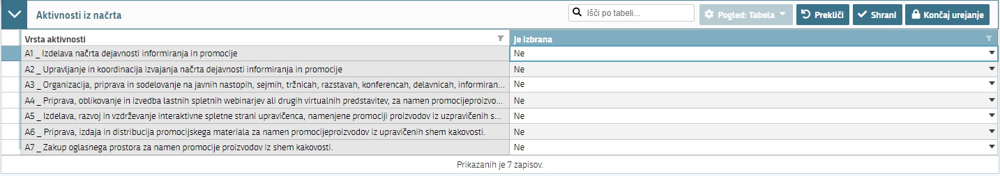 Aktivnosti iz načrta
Išči po tabeli...
Pogled: Tabela
Prekliči
Shrani
Končaj urejanje
Vrsta aktivnosti
Je izbrana
A1 _ Izdelava načrta dejavnosti informiranja in promocije
Ne
A2 _ Upravljanje in koordinacija izvajanja načrta dejavnosti informiranja in promocije
Ne
A3 _ Organizacija, priprava in sodelovanje na javnih nastopih, sejmih, tržnicah, razstavah, konferencah, delavnicah, informiran...
Ne
A4 _ Priprava, oblikovanje in izvedba lastnih spletnih webinarjev ali drugih virtualnih predstavitev, za namen promocijeproizvo...
Ne
A5 _ Izdelava, razvoj in vzdrževanje interaktivne spletne strani upravičenca, namenjene promociji proizvodov iz uzpravičenih s...
Ne
A6 _ Priprava, izdaja in distribucija promocijskega materiala za namen promocijeproizvodov iz upravičenih shem kakovosti.
Ne
A7 _ Zakup oglasnega prostora za namen promocije proizvodov iz shem kakovosti.
Ne
Prikazanih je 7 zapisov.